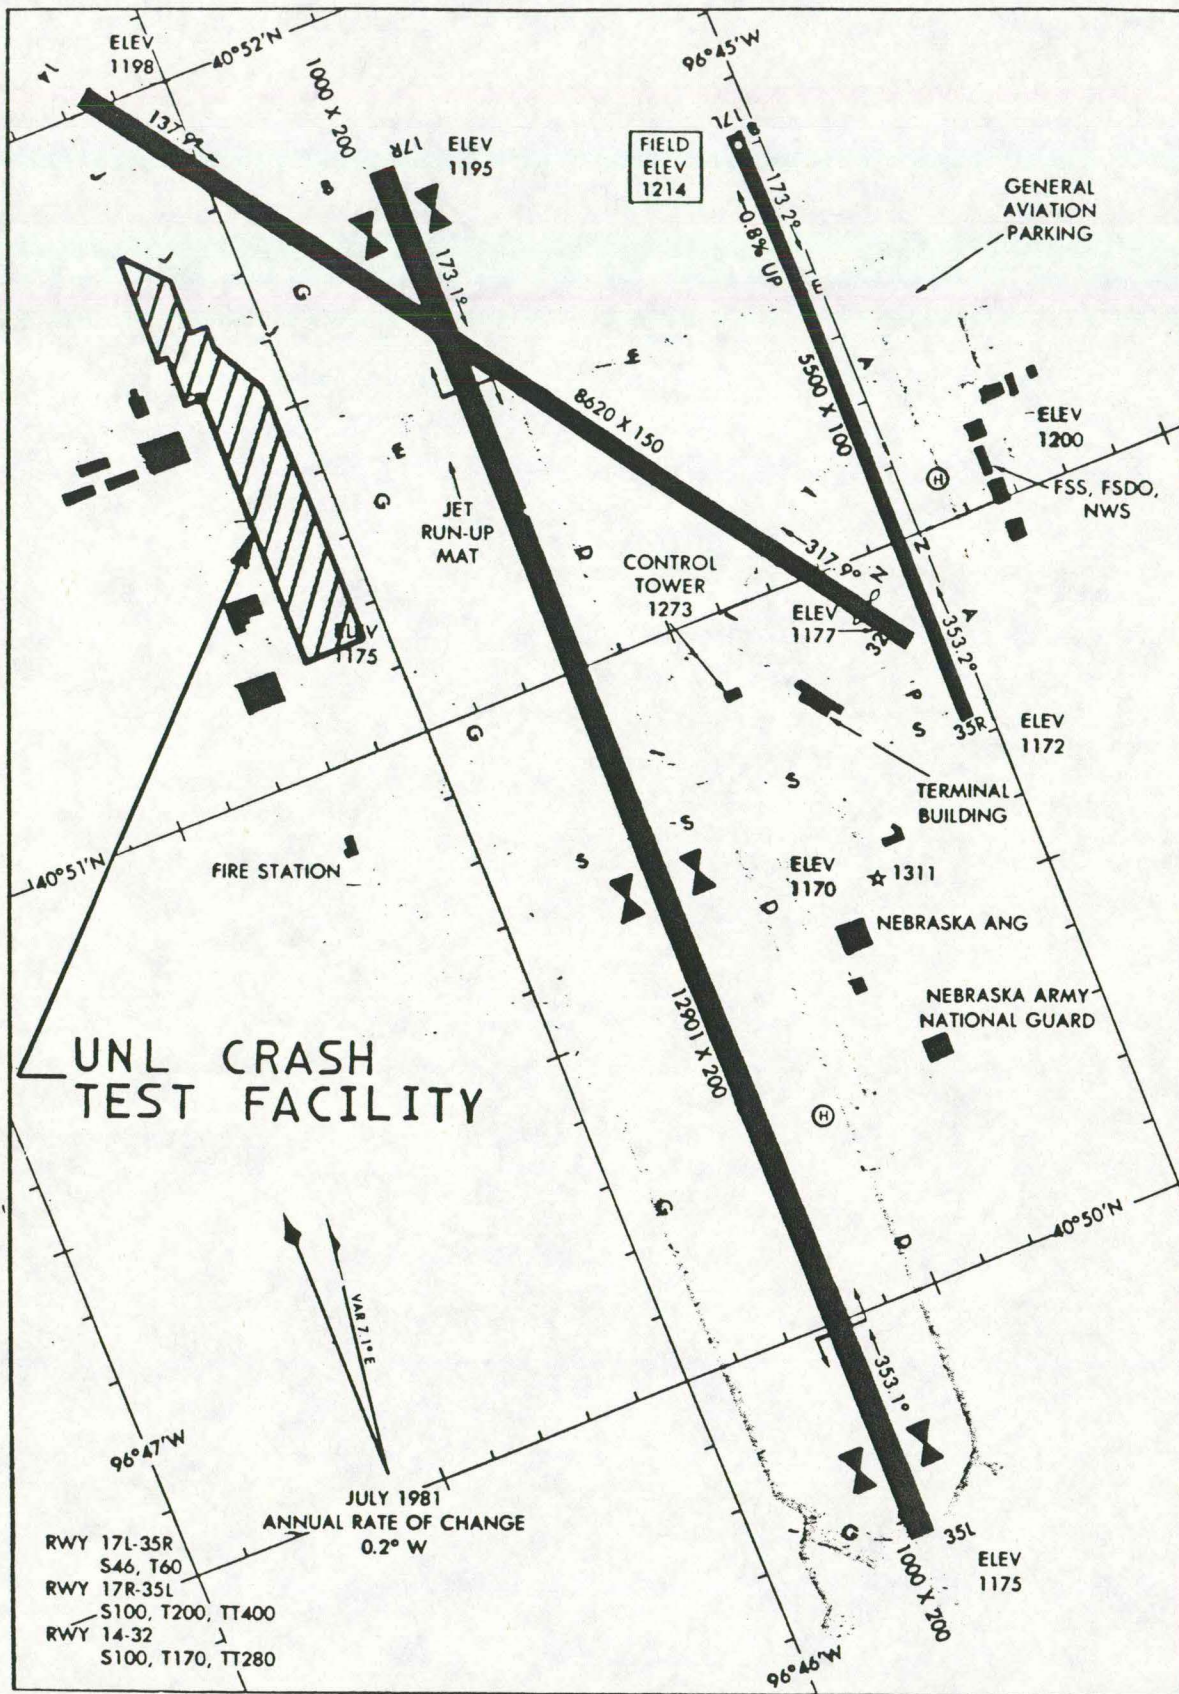 ELEV
1198
40°52'N
14
137.9°
1000 X 200
17R
ELEV
1195
173.1°
96°45'W
17L
FIELD
ELEV
1214
173.2°
0.8% UP
GENERAL
AVIATION
PARKING
5500 X 100
8620 X 150
ELEV
1200
FSS, FSDO,
NWS
H
JET
RUN-UP
MAT
CONTROL
TOWER
1273
317.9°
ELEV
1177
32
353.2°
35R
ELEV
1172
ELEV
1175
TERMINAL
BUILDING
40°51'N
FIRE STATION
ELEV
1170
1311
NEBRASKA ANG
NEBRASKA ARMY
NATIONAL GUARD
12901 X 200
UNL CRASH
TEST FACILITY
H
40°50'N
VAR 7.1° E
353.1°
96°47'W
JULY 1981
ANNUAL RATE OF CHANGE
0.2° W
35L
ELEV
1175
1000 X 200
96°46'W
RWY 17L-35R
S46, T60
RWY 17R-35L
S100, T200, TT400
RWY 14-32
S100, T170, TT280